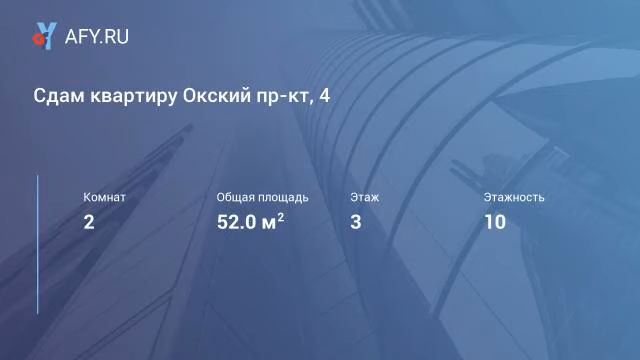 AFY.RU
Сдам квартиру Окский пр-кт, 4
Комнат
2
Общая площадь
52.0 м²
Этаж
3
Этажность
10